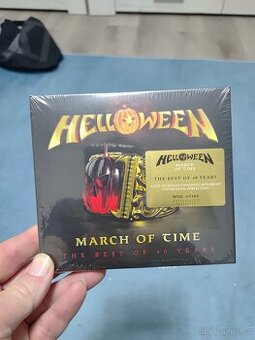 HELLOWEEN
HELLOWEEN
MARCH
OF TIME
THE BEST OF 40 YEARS
MARCH OF TIME
THE BEST OF 40 YEARS